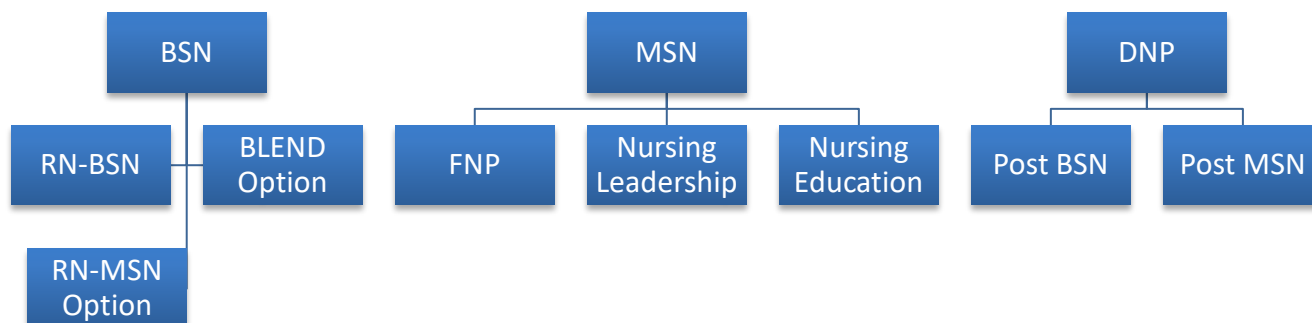 BSN
RN-BSN
BLEND
Option
RN-MSN
Option
MSN
FNP
Nursing
Leadership
Nursing
Education
DNP
Post BSN
Post MSN